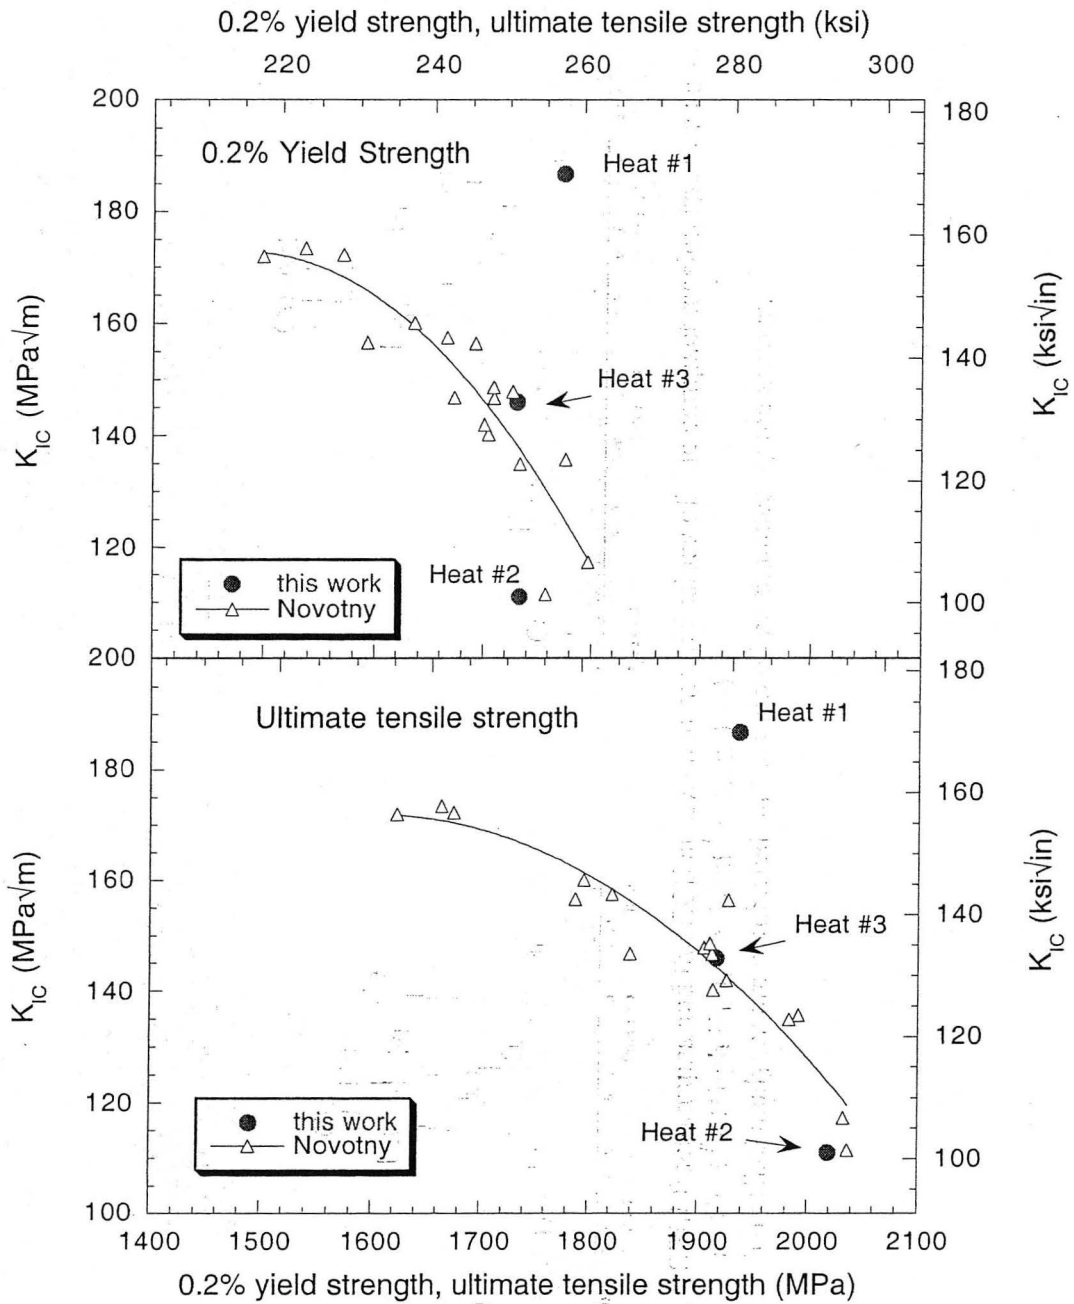 0.2% yield strength, ultimate tensile strength (ksi)
220 240 260 280 300
200
180
160
140
120
200
180
160
140
120
100
K_IC (MPa√m)
K_IC (MPa√m)
0.2% Yield Strength
Heat #1
Heat #3
Heat #2
this work
Novotny
180
160
140
120
100
K_IC (ksi√in)
Ultimate tensile strength
Heat #1
Heat #3
Heat #2
this work
Novotny
180
160
140
120
100
K_IC (ksi√in)
1400 1500 1600 1700 1800 1900 2000 2100
0.2% yield strength, ultimate tensile strength (MPa)